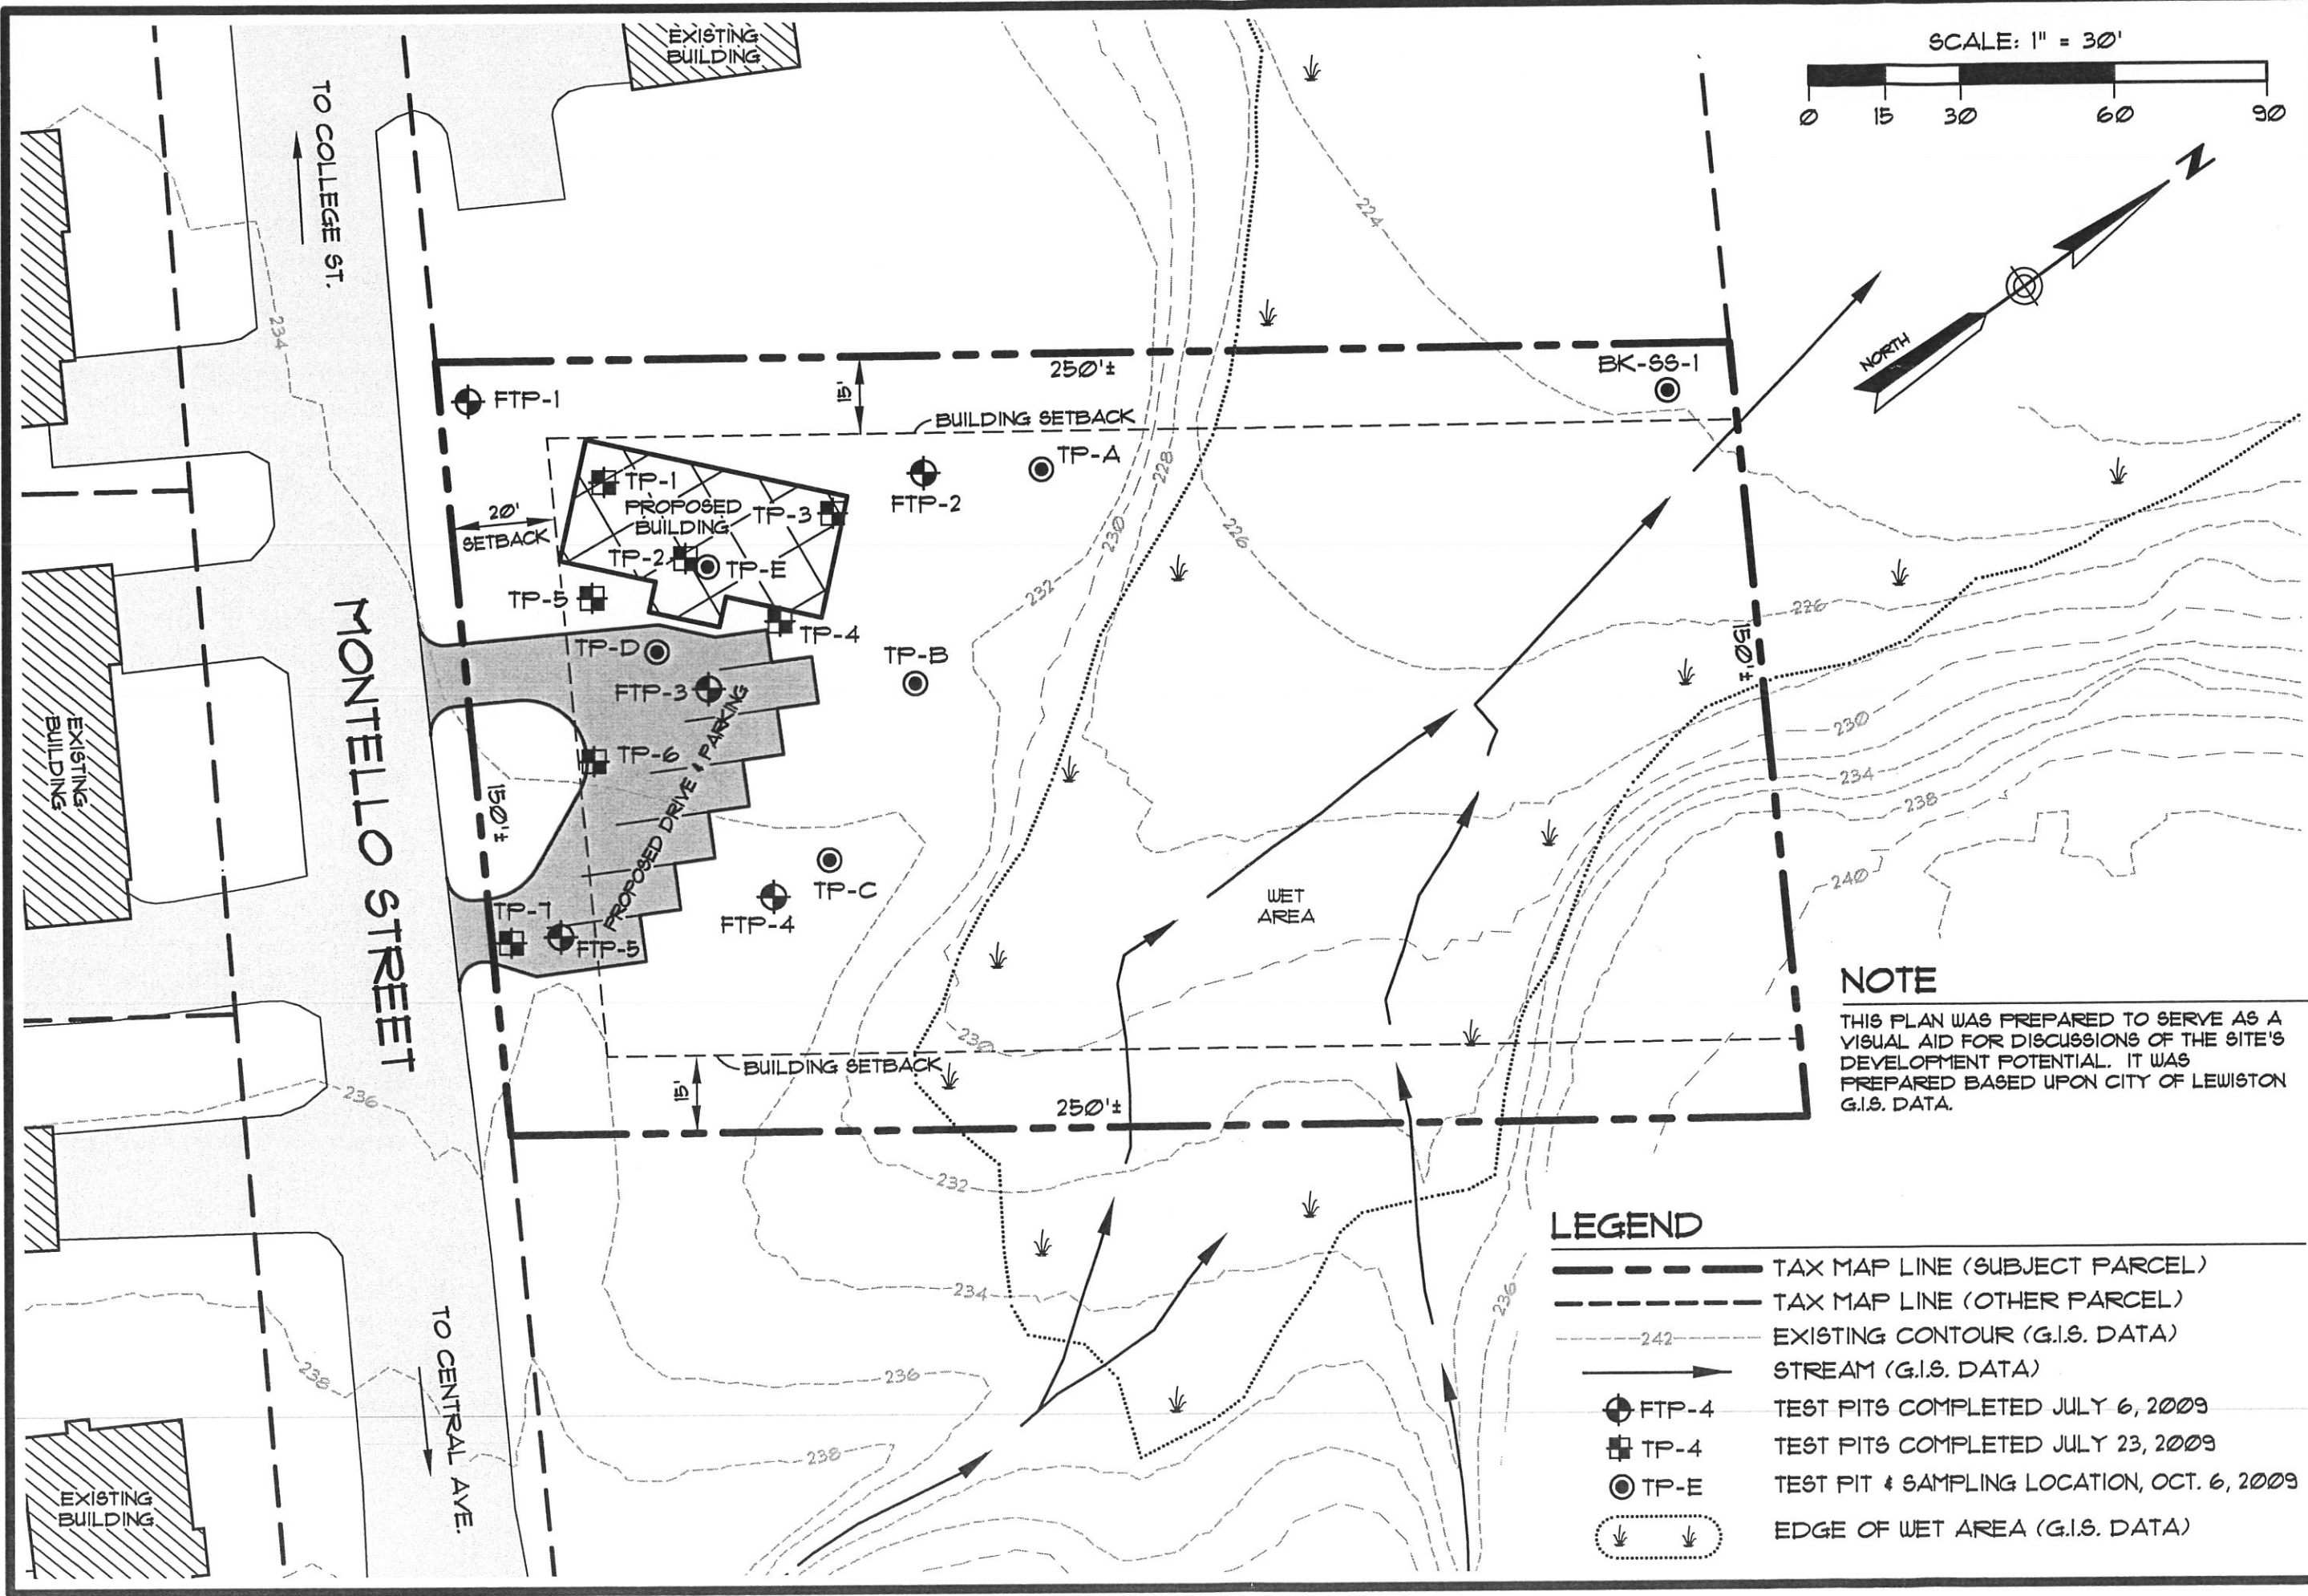 EXISTING
BUILDING
SCALE: 1" = 30'
0 15 30 60 90
N
NORTH
TO COLLEGE ST.
224
234
250'±
BK-SS-1
FTP-1
15'
BUILDING SETBACK
TP-A
TP-1
FTP-2
228
PROPOSED
BUILDING
TP-3
20'
SETBACK
230
226
TP-2
TP-E
232
TP-5
226
TP-4
150'±
TP-D
TP-B
FTP-3
MONTELLO STREET
EXISTING
BUILDING
230
TP-6
PROPOSED DRIVE & PARKING
234
150'±
238
TP-C
240
FTP-4
WET
AREA
TP-7
FTP-5
NOTE
THIS PLAN WAS PREPARED TO SERVE AS A
VISUAL AID FOR DISCUSSIONS OF THE SITE'S
DEVELOPMENT POTENTIAL. IT WAS
PREPARED BASED UPON CITY OF LEWISTON
G.I.S. DATA.
230
BUILDING SETBACK
15'
236
250'±
232
234
236
236
238
238
TO CENTRAL AVE.
EXISTING
BUILDING
LEGEND
TAX MAP LINE (SUBJECT PARCEL)
TAX MAP LINE (OTHER PARCEL)
242 EXISTING CONTOUR (G.I.S. DATA)
STREAM (G.I.S. DATA)
FTP-4 TEST PITS COMPLETED JULY 6, 2009
TP-4 TEST PITS COMPLETED JULY 23, 2009
TP-E TEST PIT & SAMPLING LOCATION, OCT. 6, 2009
EDGE OF WET AREA (G.I.S. DATA)